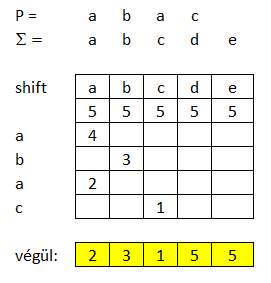 P = a b a c
Σ = a b c d e
shift a b c d e
5 5 5 5 5
a 4
b 3
a 2
c 1
végül: 2 3 1 5 5